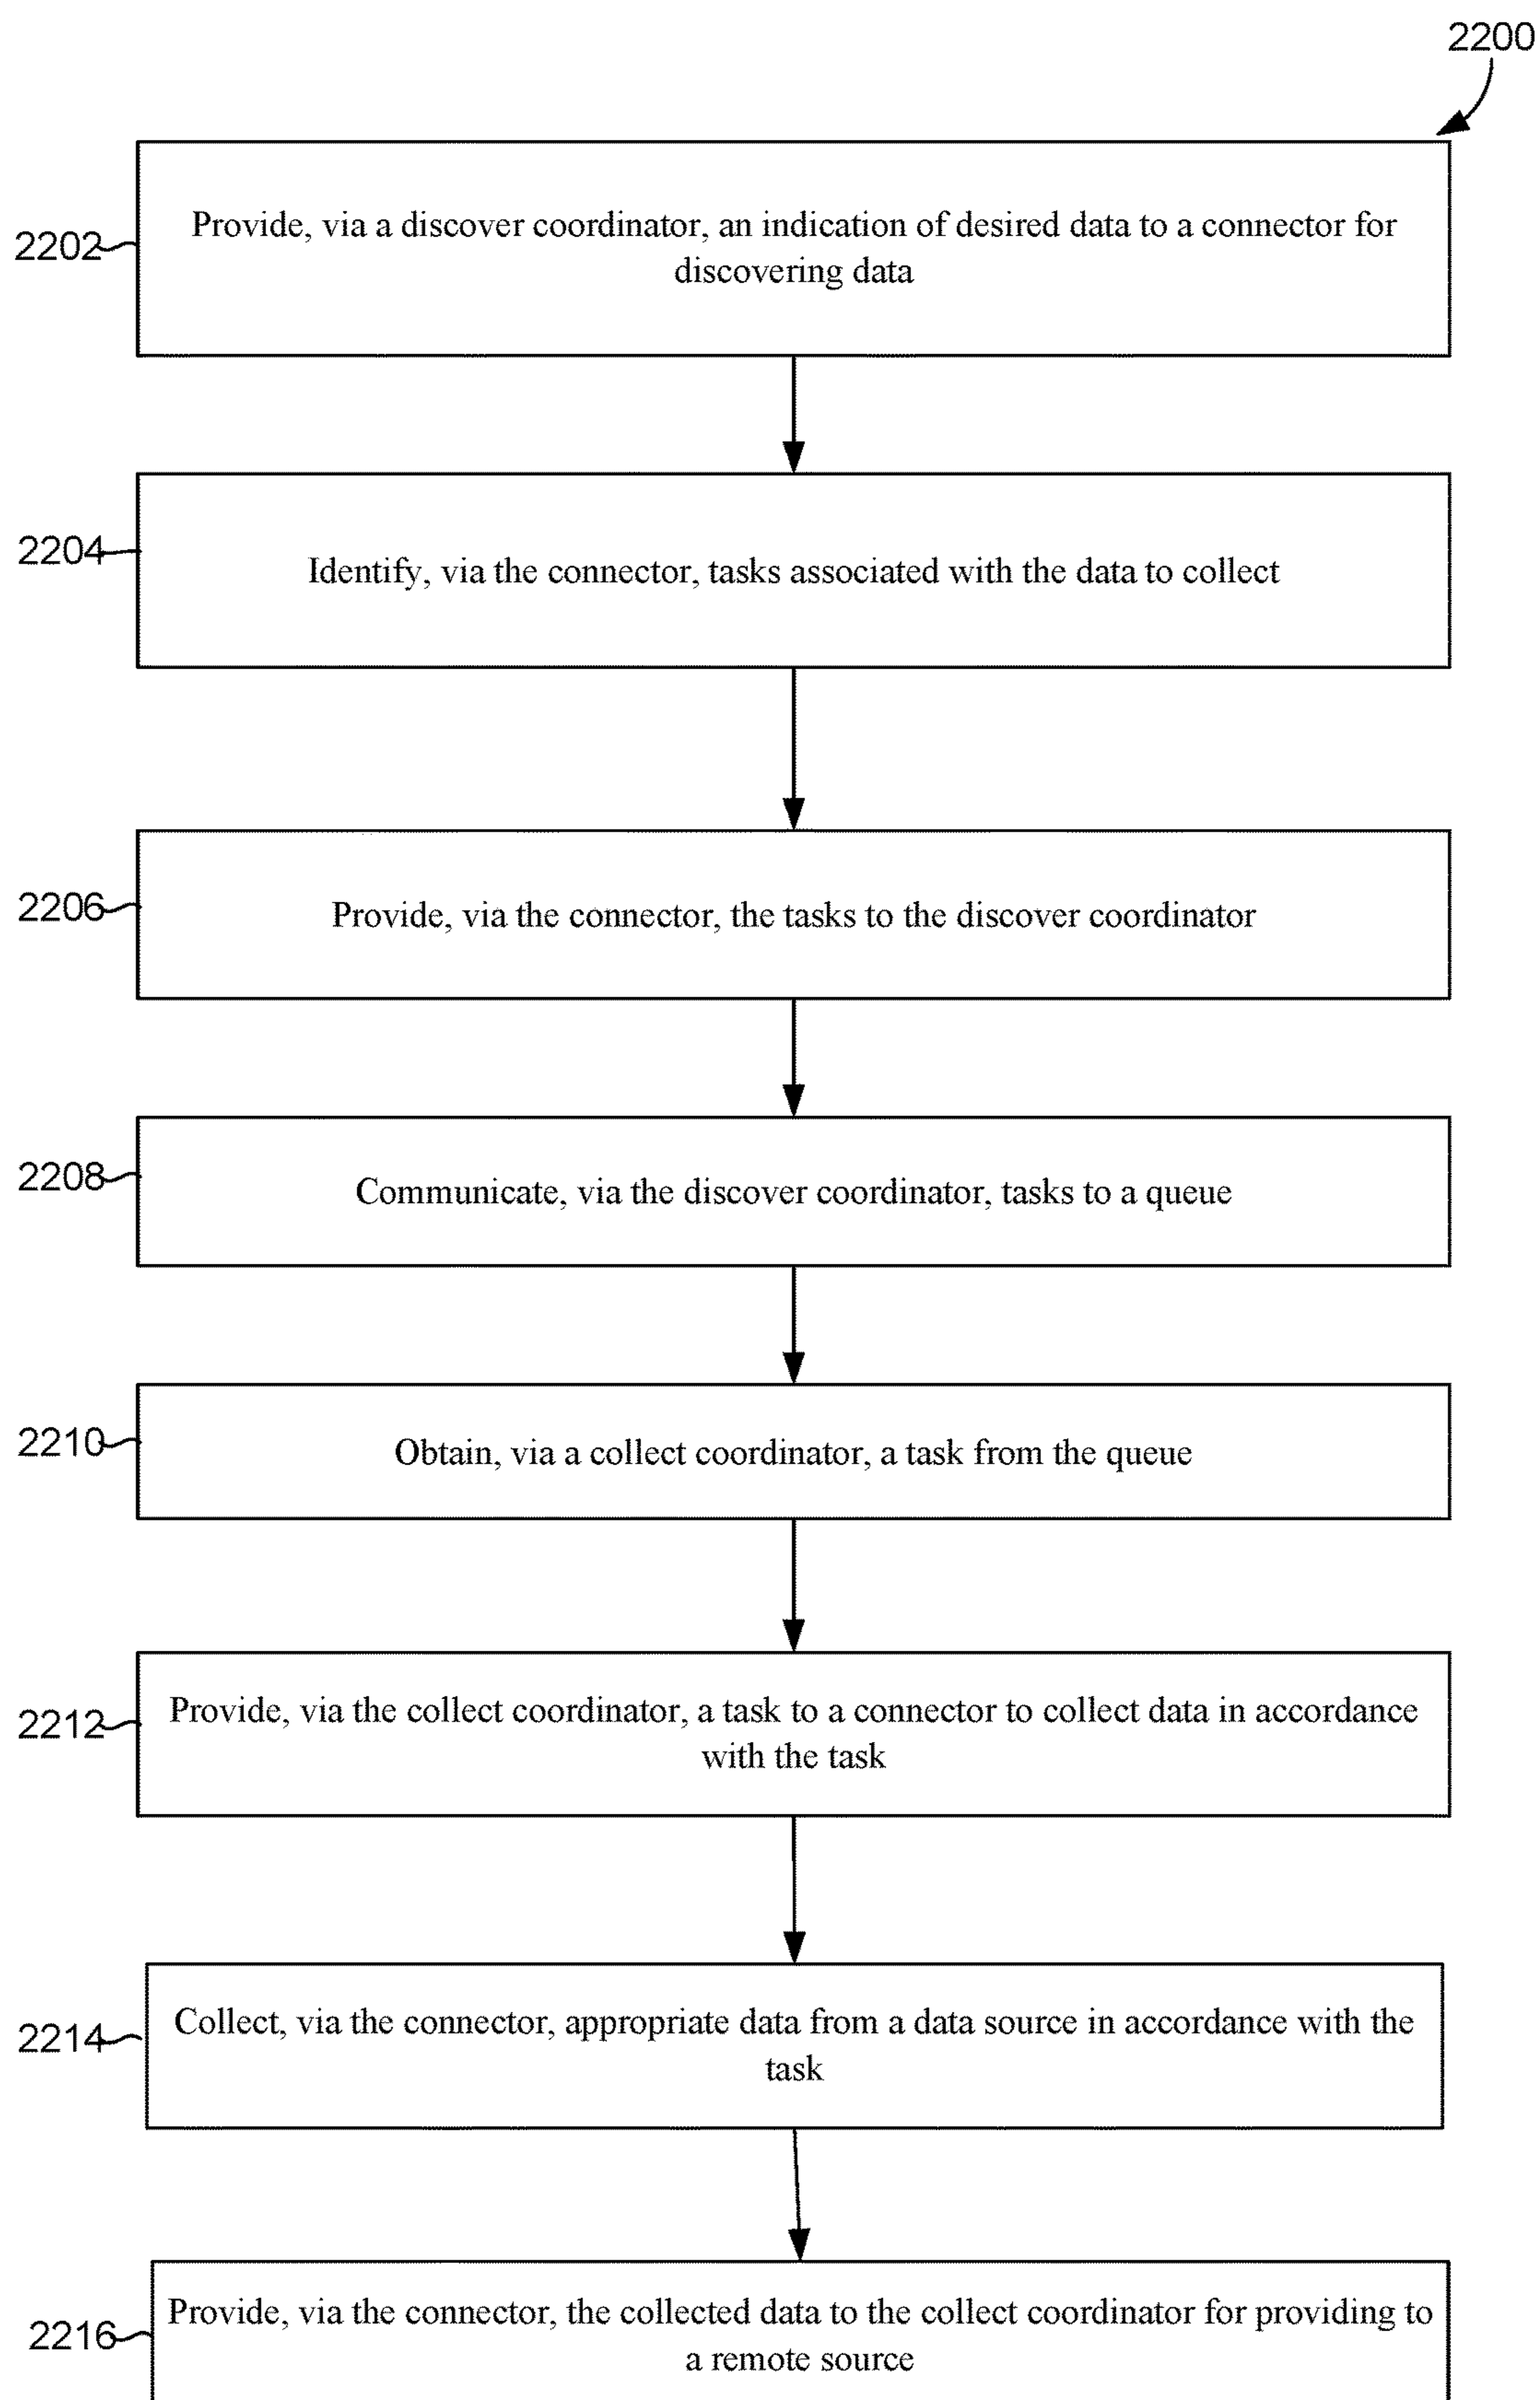 2200
2202
Provide, via a discover coordinator, an indication of desired data to a connector for
discovering data
2204
Identify, via the connector, tasks associated with the data to collect
2206
Provide, via the connector, the tasks to the discover coordinator
2208
Communicate, via the discover coordinator, tasks to a queue
2210
Obtain, via a collect coordinator, a task from the queue
2212
Provide, via the collect coordinator, a task to a connector to collect data in accordance
with the task
2214
Collect, via the connector, appropriate data from a data source in accordance with the
task
2216
Provide, via the connector, the collected data to the collect coordinator for providing to
a remote source